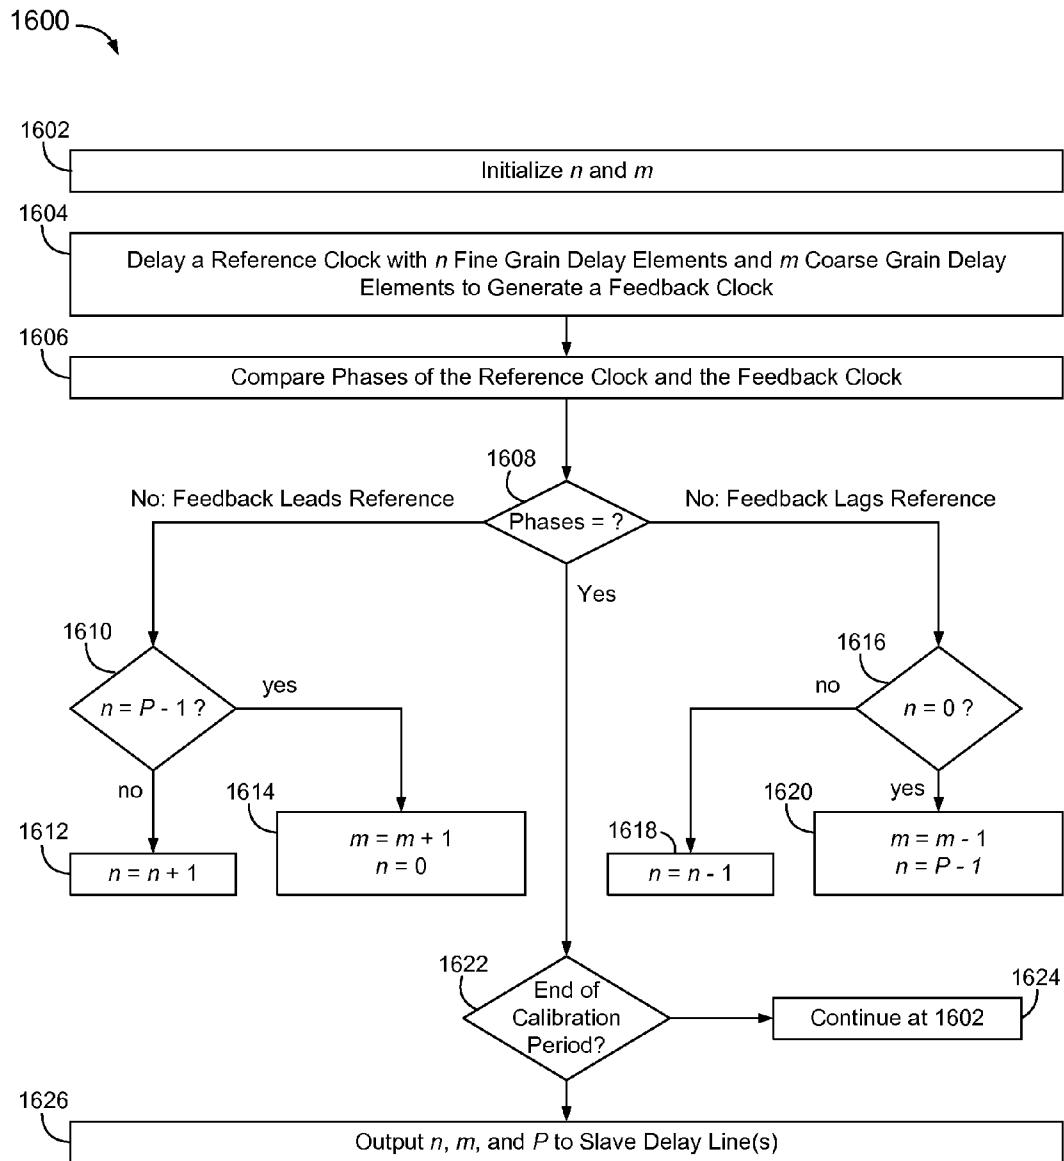 1600
1602
Initialize n and m
1604
Delay a Reference Clock with n Fine Grain Delay Elements and m Coarse Grain Delay
Elements to Generate a Feedback Clock
1606
Compare Phases of the Reference Clock and the Feedback Clock
1608
No: Feedback Leads Reference
Phases = ?
No: Feedback Lags Reference
Yes
1610
n = P - 1 ?
yes
no
1616
n = 0 ?
no
yes
1612
n = n + 1
1614
m = m + 1
n = 0
1618
n = n - 1
1620
m = m - 1
n = P - 1
1622
End of
Calibration
Period?
1624
Continue at 1602
1626
Output n, m, and P to Slave Delay Line(s)